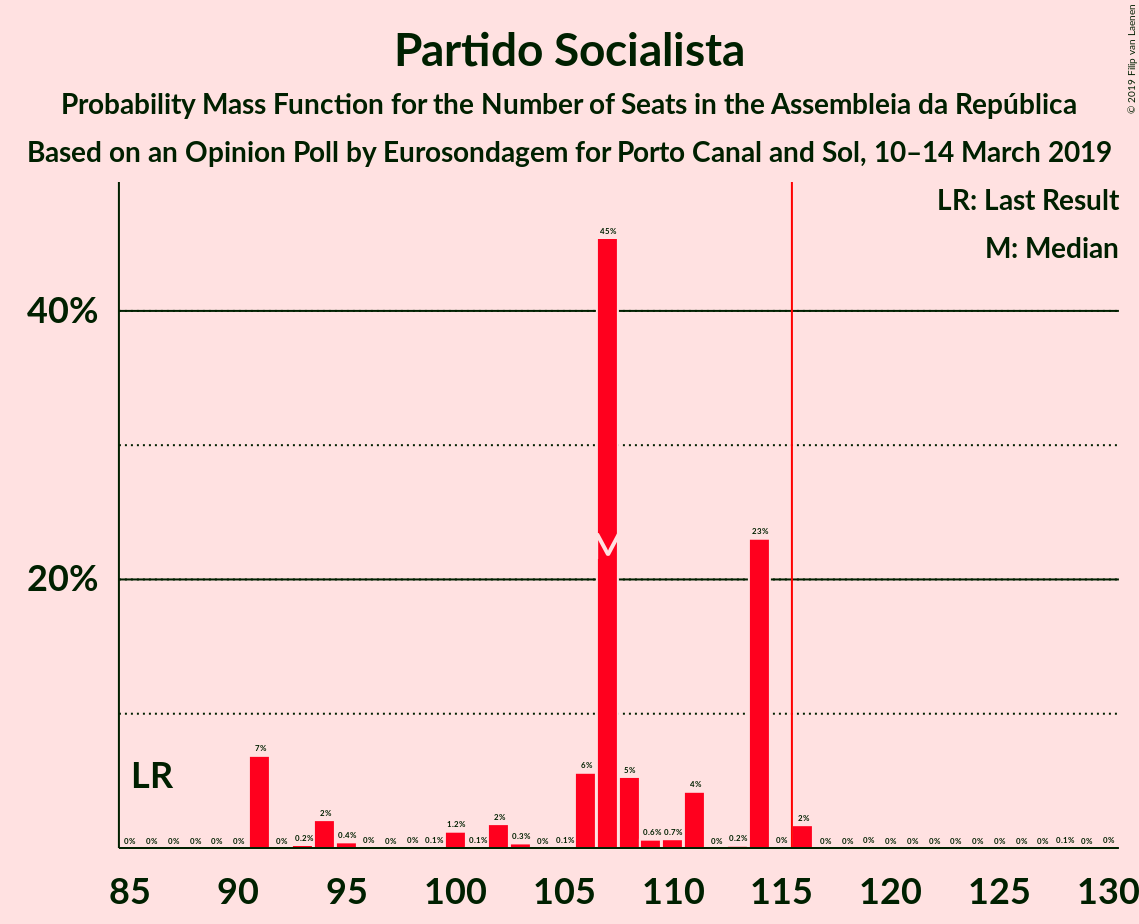 Partido Socialista
Probability Mass Function for the Number of Seats in the Assembleia da República
Based on an Opinion Poll by Eurosondagem for Porto Canal and Sol, 10–14 March 2019
© 2019 Filip van Laenen
LR: Last Result
M: Median
40%
20%
45%
M
23%
7%
LR
6%
5%
4%
0% 0% 0% 0% 0% 0% 0% 0.2% 2% 0.4% 0% 0% 0% 0.1% 1.2% 0.1% 2% 0.3% 0% 0.1% 0.6% 0.7% 0% 0.2% 0% 2% 0% 0% 0% 0% 0% 0% 0% 0% 0% 0% 0% 0.1% 0% 0%
85 90 95 100 105 110 115 120 125 130